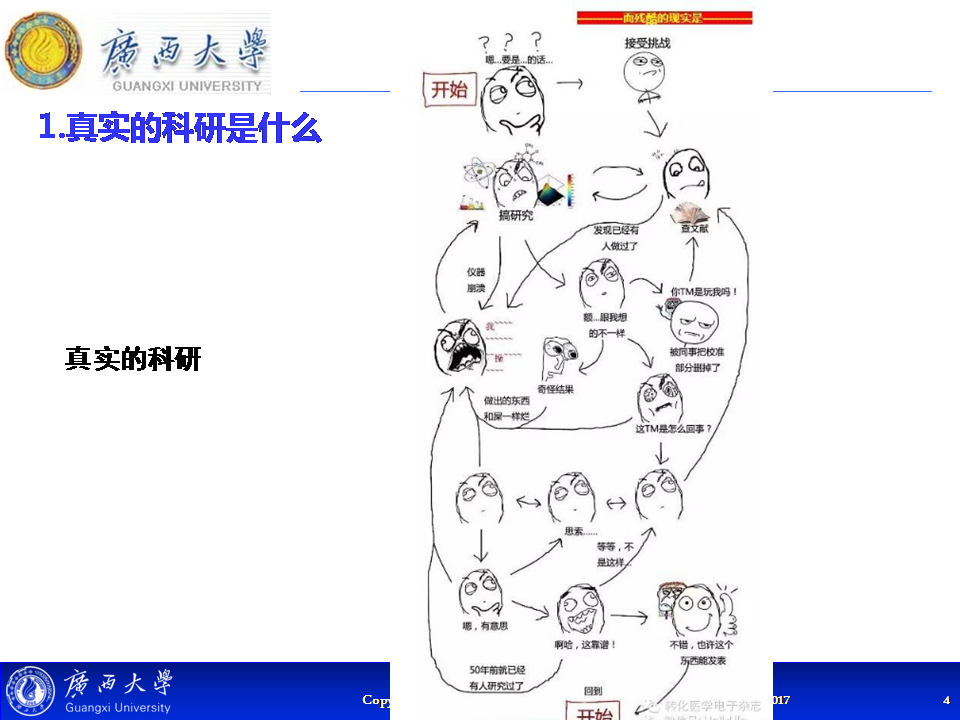 廣西大學
GUANGXI UNIVERSITY
1.真实的科研是什么
真实的科研
而残酷的现实是
? ? ?
嗯...要是...的话...
接受挑战
开始
搞研究
查文献
发现已经有
人做过了
仪器
崩溃
你TM是玩我吗！
额...跟我想
的不一样
我
操
被同事把校准
部分删掉了
奇怪结果
做出的东西
和屎一样烂
这TM是怎么回事？
思索......
等等，不
是这样...
嗯，有意思
啊哈，这靠谱！
不错，也许这个
东西能发表
50年前就已经
有人研究过了
回到
开始
转化医学电子杂志
廣西大學
Guangxi University
Copy
2017
4